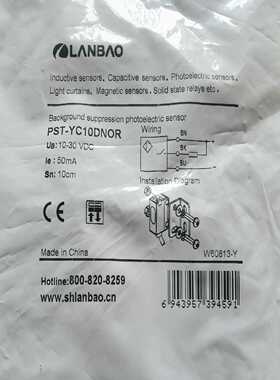 LANBAO
Inductive sensors, Capacitive sensors, Photoelectric sensors,
Light curtains, Magnetic sensors, Solid state relays etc.
Background suppression photoelectric sensor
PST-YC10DNOR Wiring
Ub: 10-30 VDC
Ie: 50mA
Sn: 10cm
BN
BK
BU
Installation Diagram
CE
Made in China W60813-Y
Hotline:800-820-8259
www.shlanbao.cn
6 943957 394591